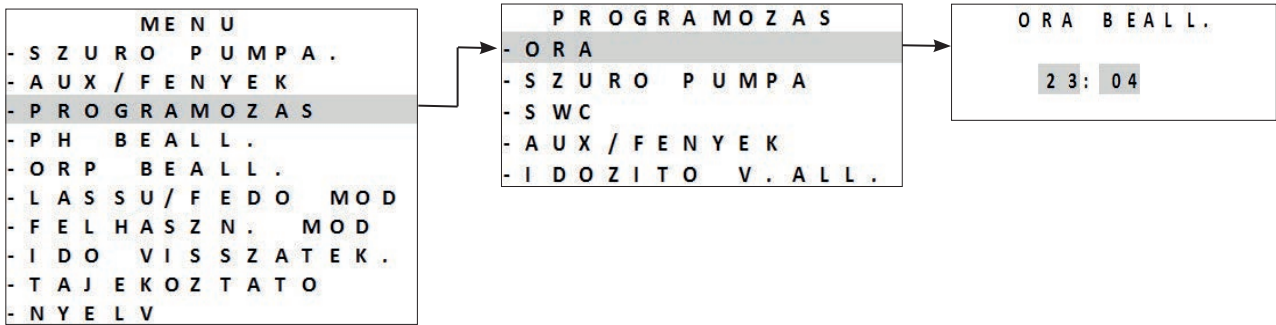 MENU
- SZURO PUMPA.
- AUX/FENYEK
- PROGRAMOZAS
- PH BEALL.
- ORP BEALL.
- LASSU/FEDO MOD
- FELHASZN. MOD
- IDO VISSZATEK.
- TAJEKOZTATO
- NYELV
PROGRAMOZAS
- ORA
- SZURO PUMPA
- SWC
- AUX/FENYEK
- IDOZITO V.ALL.
ORA BEALL.
23: 04